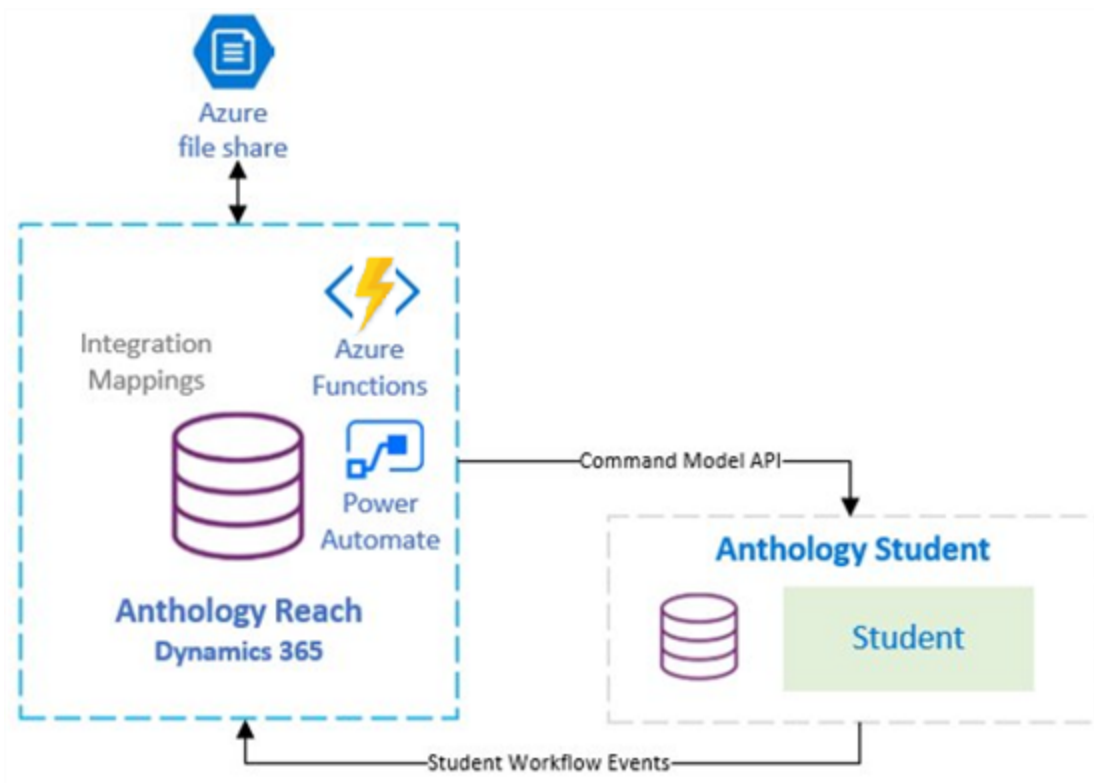 Azure
file share
Integration
Mappings
Azure
Functions
Power
Automate
Anthology Reach
Dynamics 365
Command Model API
Anthology Student
Student
Student Workflow Events